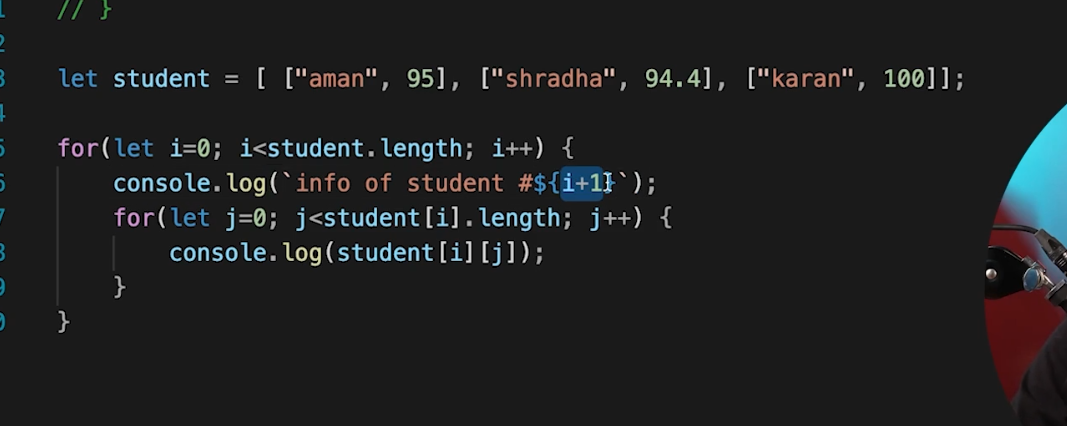 // }
let student = [ ["aman", 95], ["shradha", 94.4], ["karan", 100]];
for(let i=0; i<student.length; i++) {
console.log(`info of student #${i+1}`);
for(let j=0; j<student[i].length; j++) {
console.log(student[i][j]);
}
}